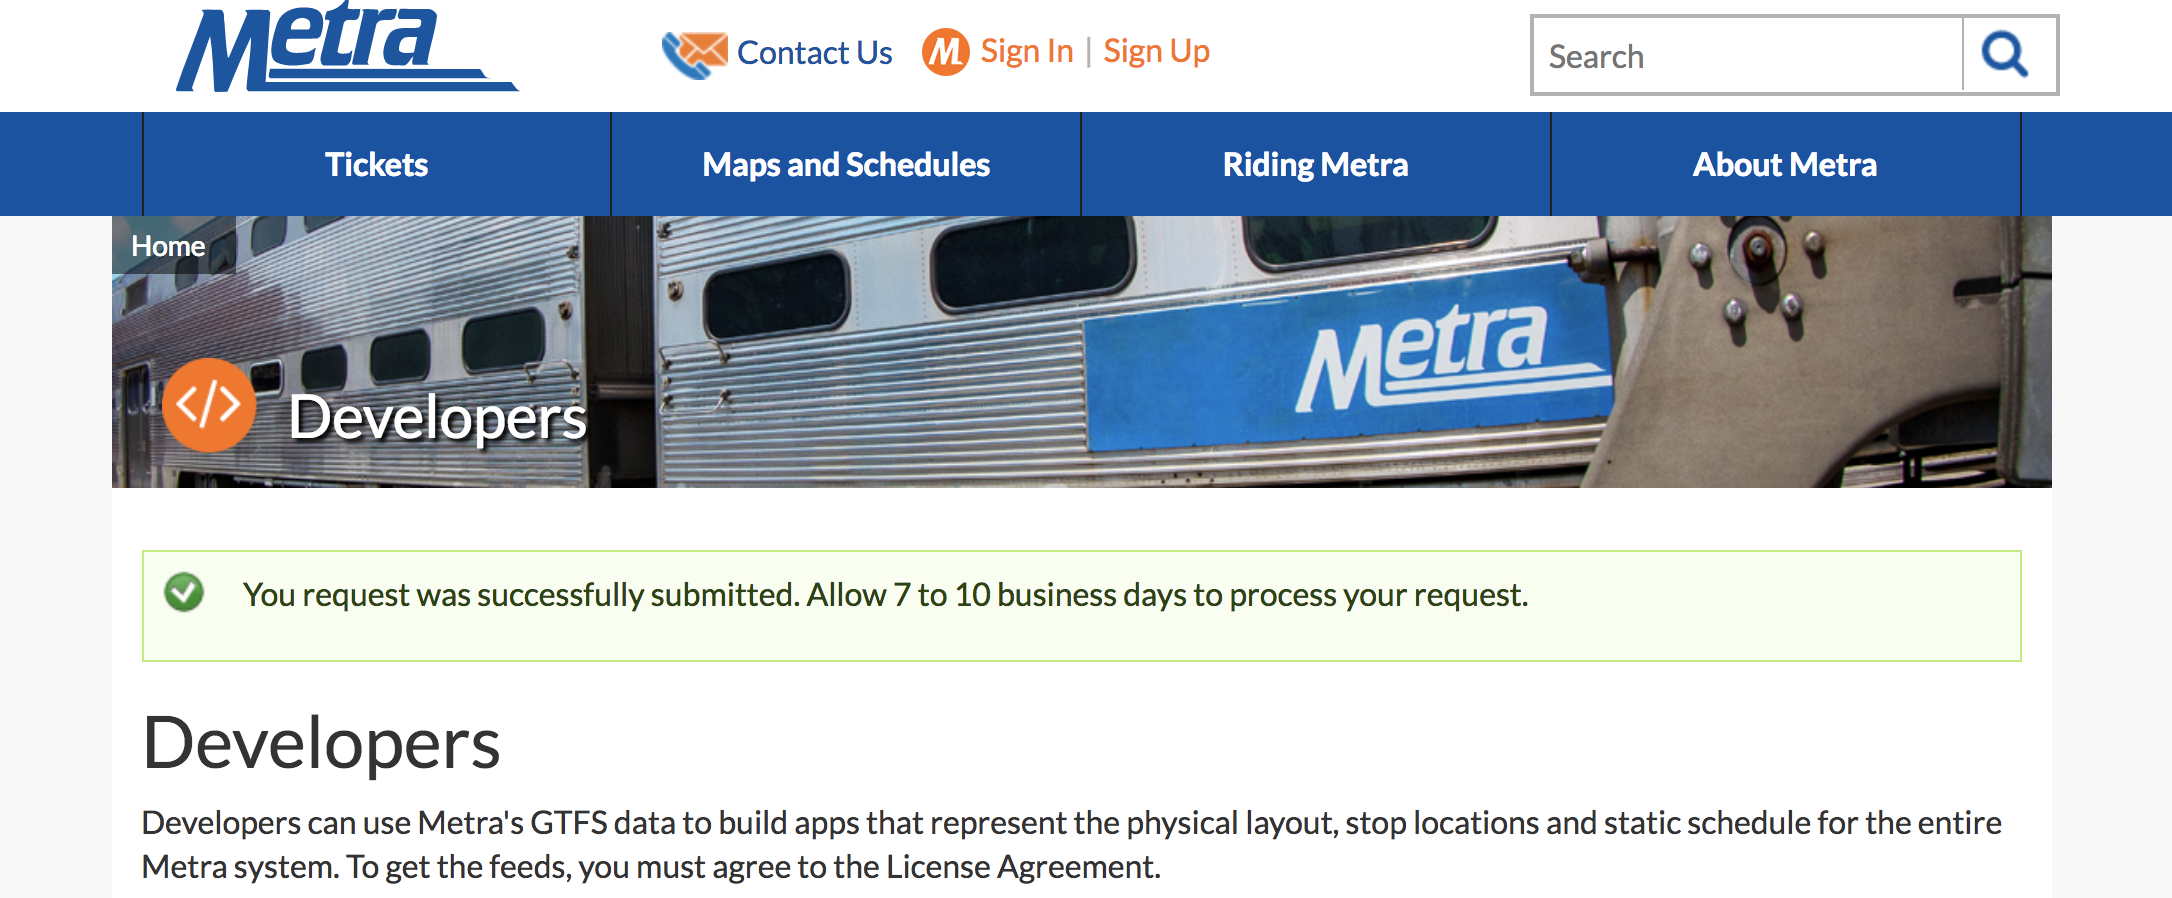 Metra
Contact Us
Sign In | Sign Up
Search
Tickets
Maps and Schedules
Riding Metra
About Metra
Home
Metra
Developers
You request was successfully submitted. Allow 7 to 10 business days to process your request.
Developers
Developers can use Metra's GTFS data to build apps that represent the physical layout, stop locations and static schedule for the entire
Metra system. To get the feeds, you must agree to the License Agreement.